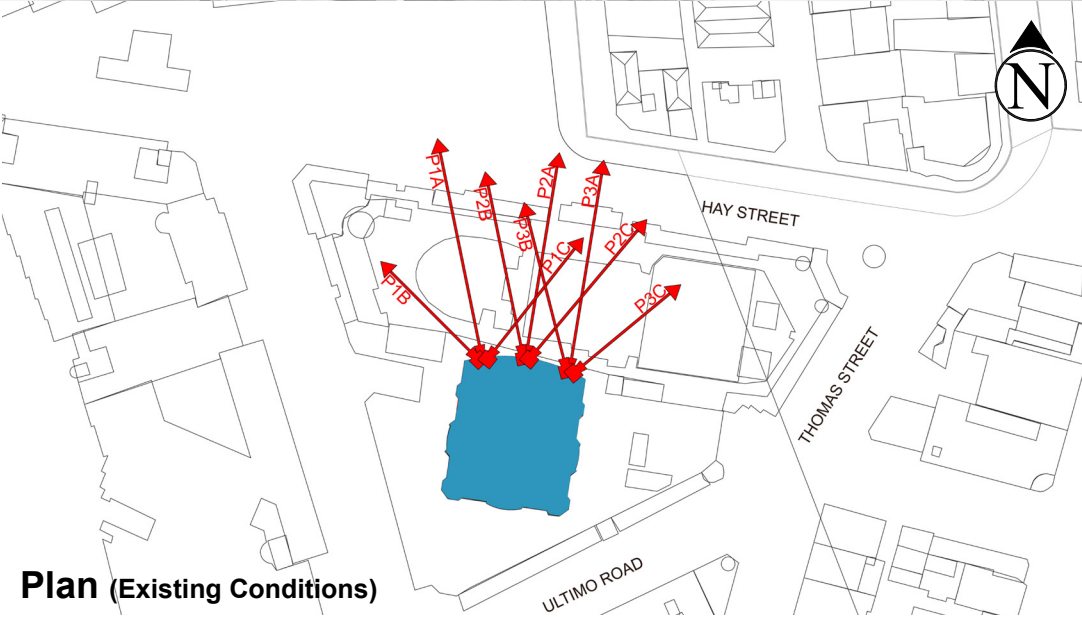 N
P1A
P2B
P2A
P3A
P3B
P1C
P2C
P1B
P3C
HAY STREET
THOMAS STREET
ULTIMO ROAD
Plan (Existing Conditions)